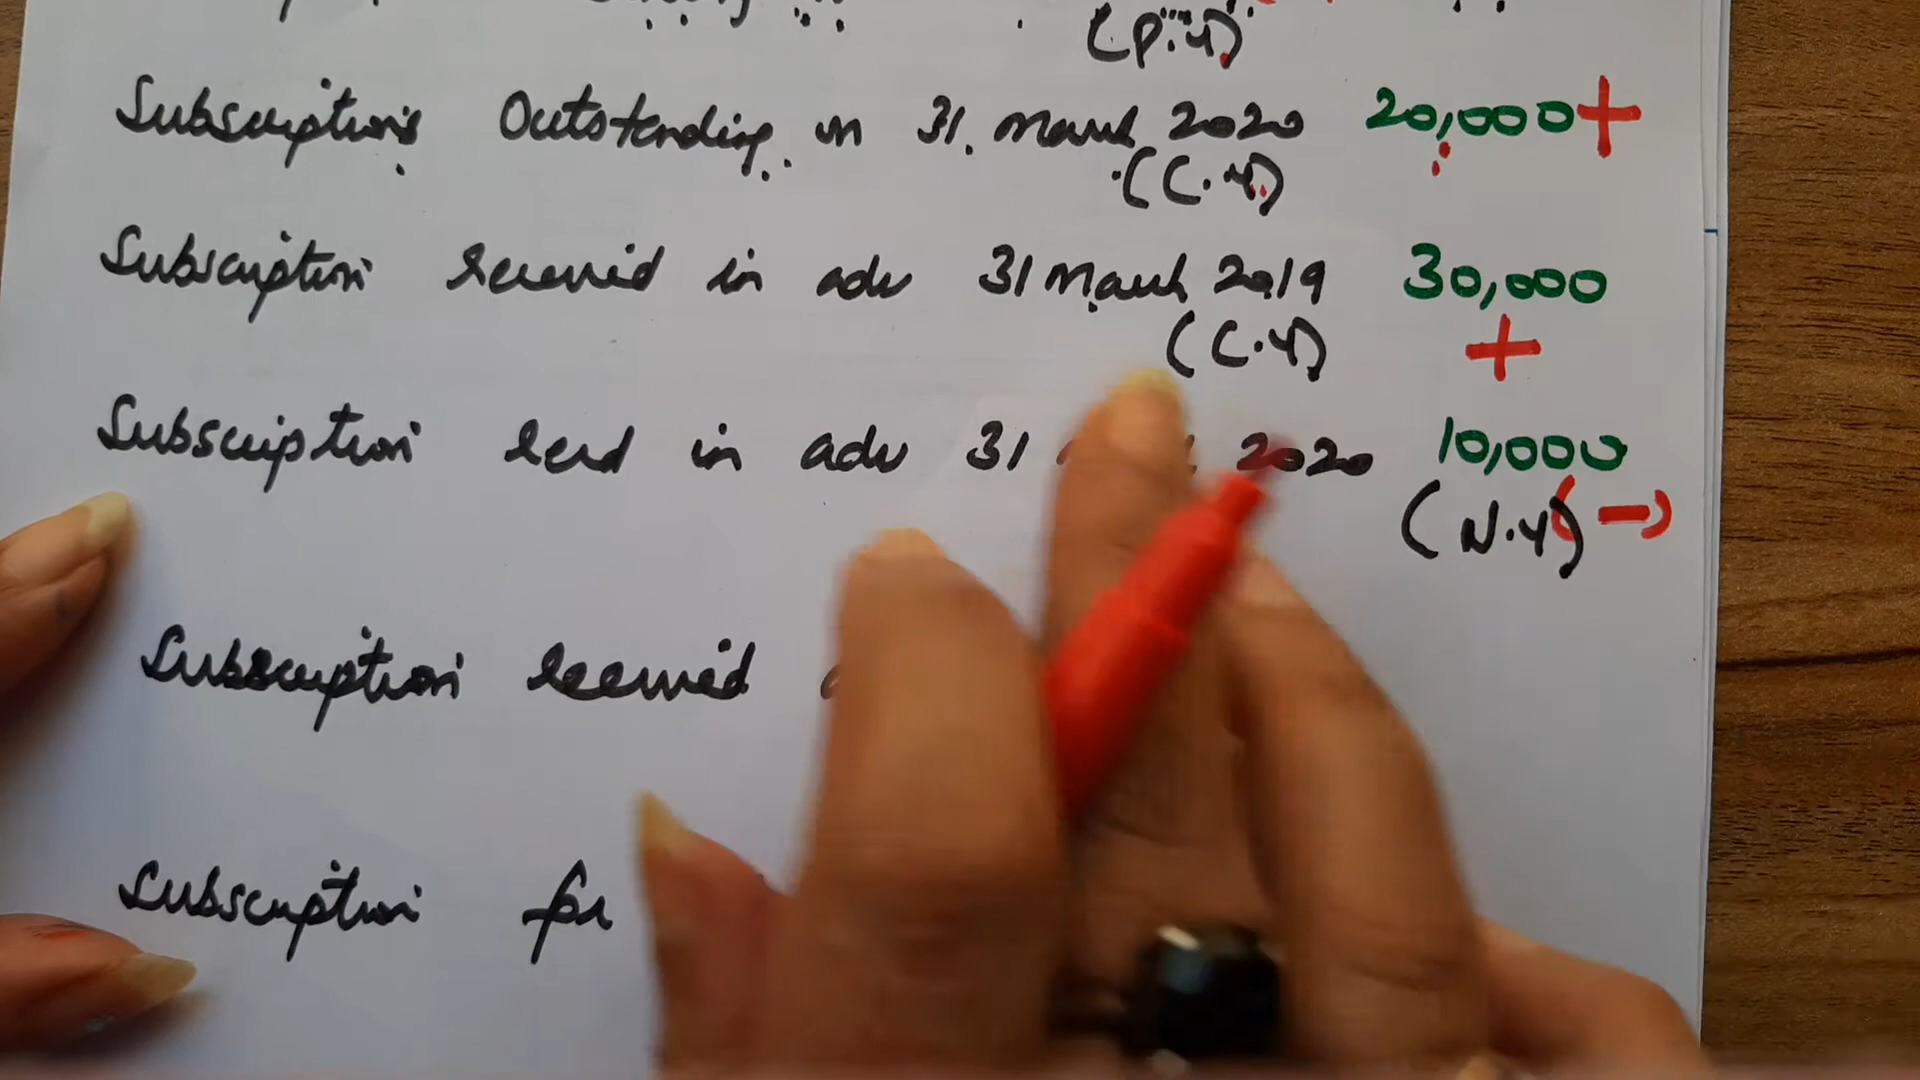 (P.Y)
Subscriptions Outstanding in 31 March 2020 20,000 +
(C.Y)
Subscription received in adv 31 March 2019 30,000
(C.Y) +
Subscription recd in adv 31 2020 10,000
(N.Y) (-)
Subscription received
Subscription for